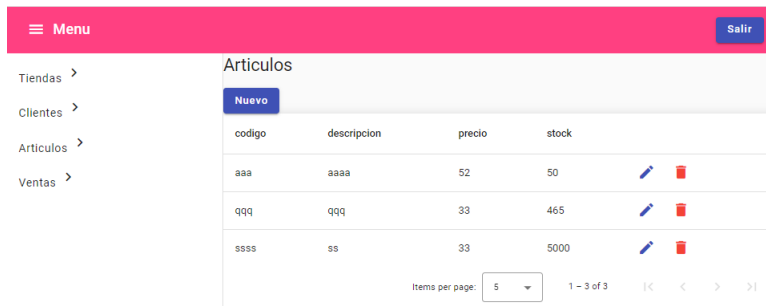 Menu
Salir
Tiendas
Clientes
Articulos
Ventas
Articulos
Nuevo
codigo descripcion precio stock
aaa aaaa 52 50
qqq qqq 33 465
ssss ss 33 5000
Items per page: 5 1 – 3 of 3